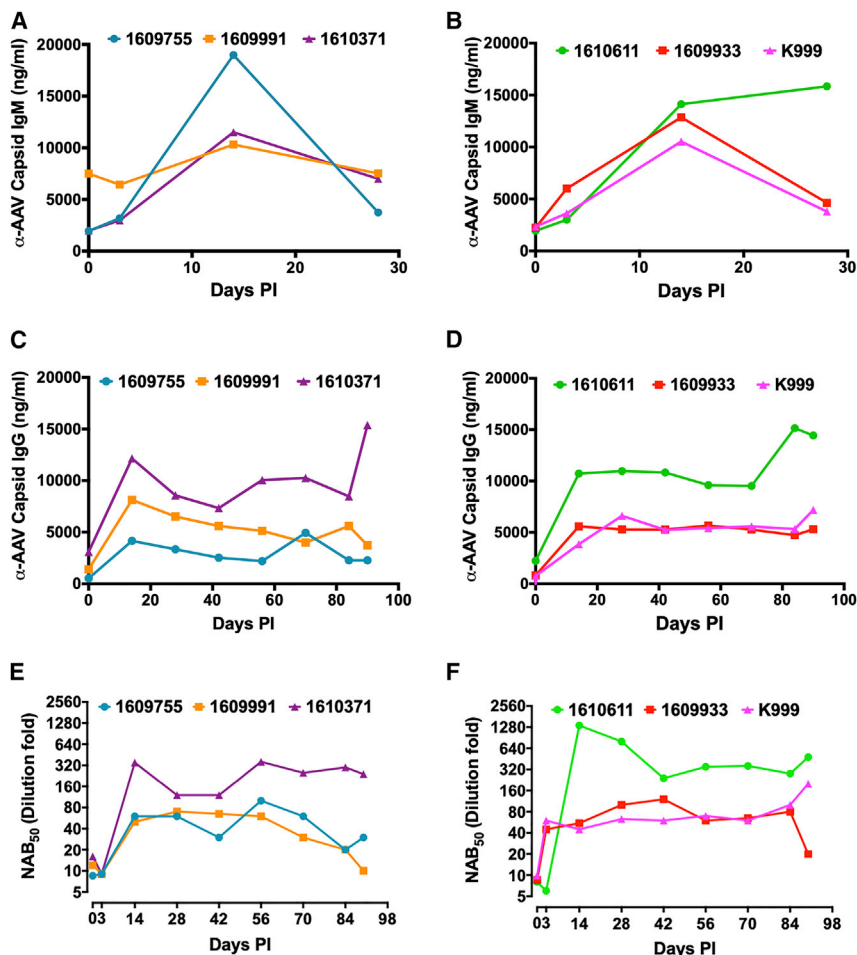 A
1609755 1609991 1610371
α-AAV Capsid IgM (ng/ml)
20000
15000
10000
5000
0
0 10 20 30
Days PI
B
1610611 1609933 K999
α-AAV Capsid IgM (ng/ml)
20000
15000
10000
5000
0
0 10 20 30
Days PI
C
1609755 1609991 1610371
α-AAV Capsid IgG (ng/ml)
20000
15000
10000
5000
0
0 20 40 60 80 100
Days PI
D
1610611 1609933 K999
α-AAV Capsid IgG (ng/ml)
20000
15000
10000
5000
0
0 20 40 60 80 100
Days PI
E
1609755 1609991 1610371
NAB50 (Dilution fold)
2560
1280
640
320
160
80
40
20
10
5
03 14 28 42 56 70 84 98
Days PI
F
1610611 1609933 K999
NAB50 (Dilution fold)
2560
1280
640
320
160
80
40
20
10
5
03 14 28 42 56 70 84 98
Days PI